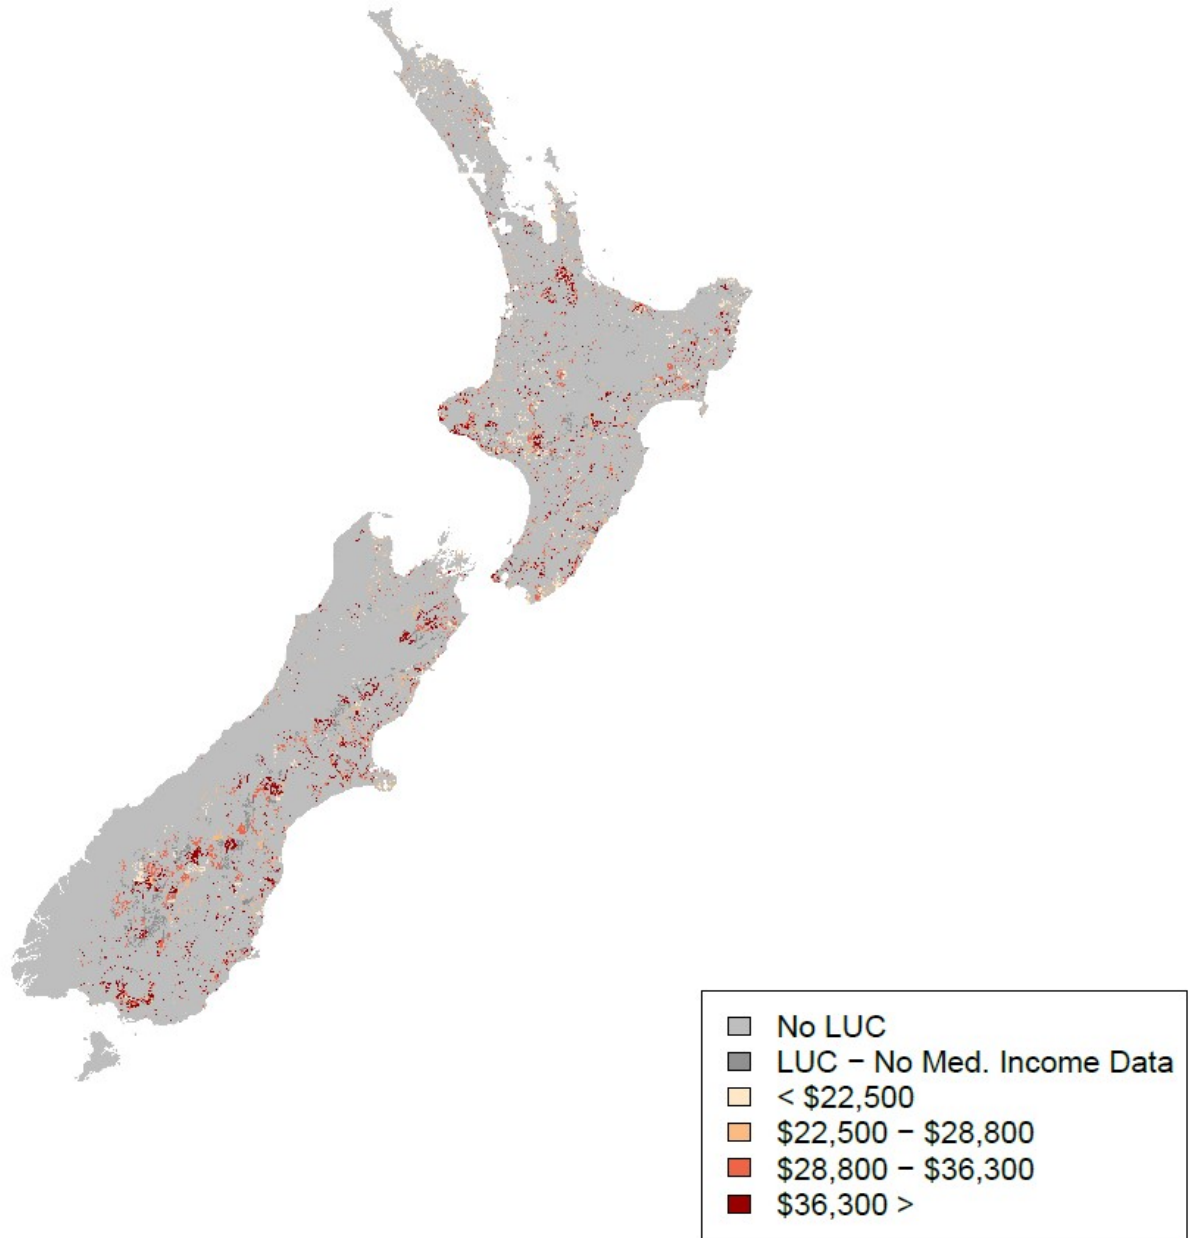 No LUC
LUC − No Med. Income Data
< $22,500
$22,500 − $28,800
$28,800 − $36,300
$36,300 >